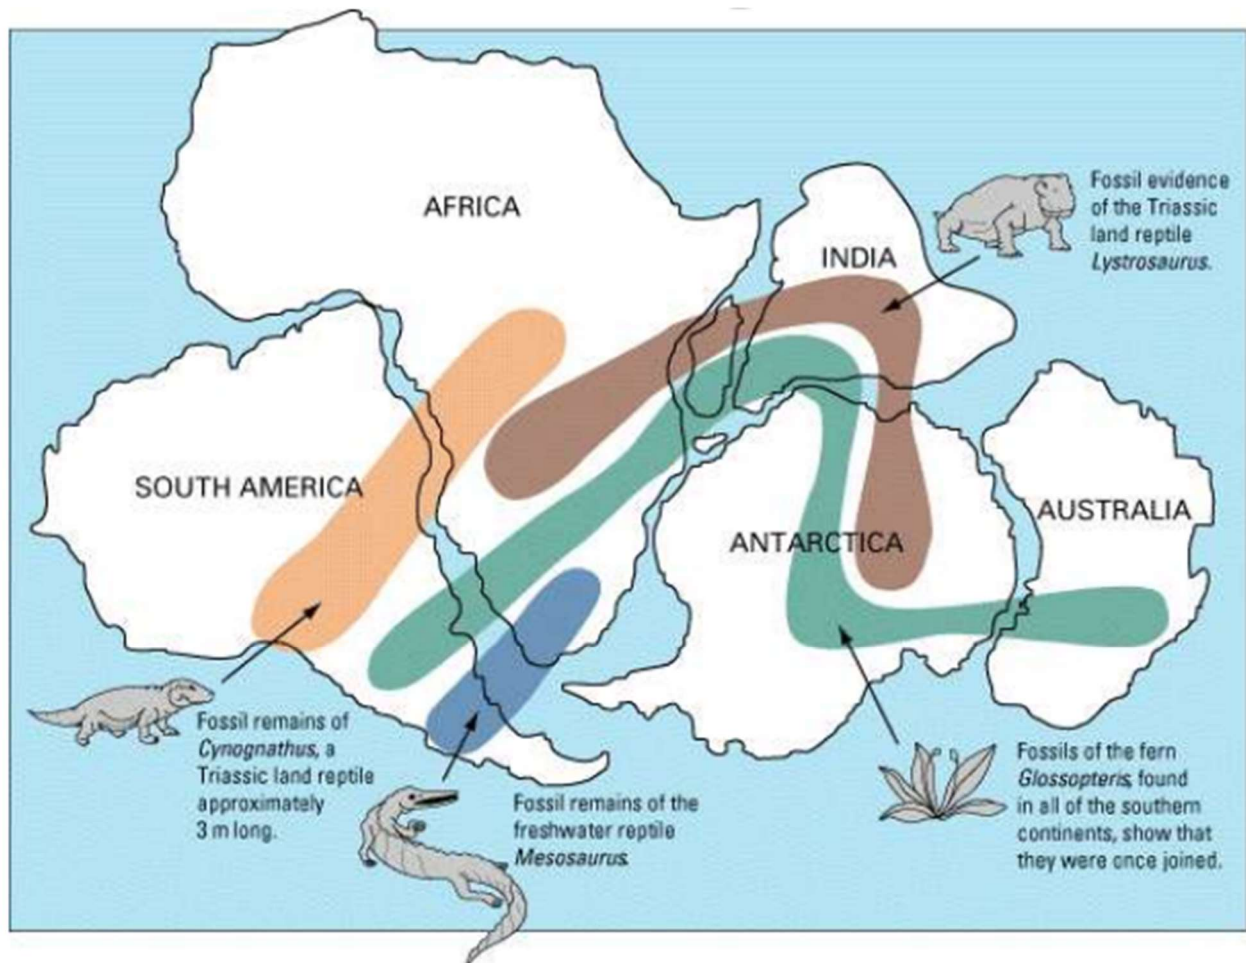 AFRICA
INDIA
Fossil evidence
of the Triassic
land reptile
Lystrosaurus.
SOUTH AMERICA
ANTARCTICA
AUSTRALIA
Fossil remains of
Cynognathus, a
Triassic land reptile
approximately
3 m long.
Fossil remains of the
freshwater reptile
Mesosaurus.
Fossils of the fern
Glossopteris, found
in all of the southern
continents, show that
they were once joined.